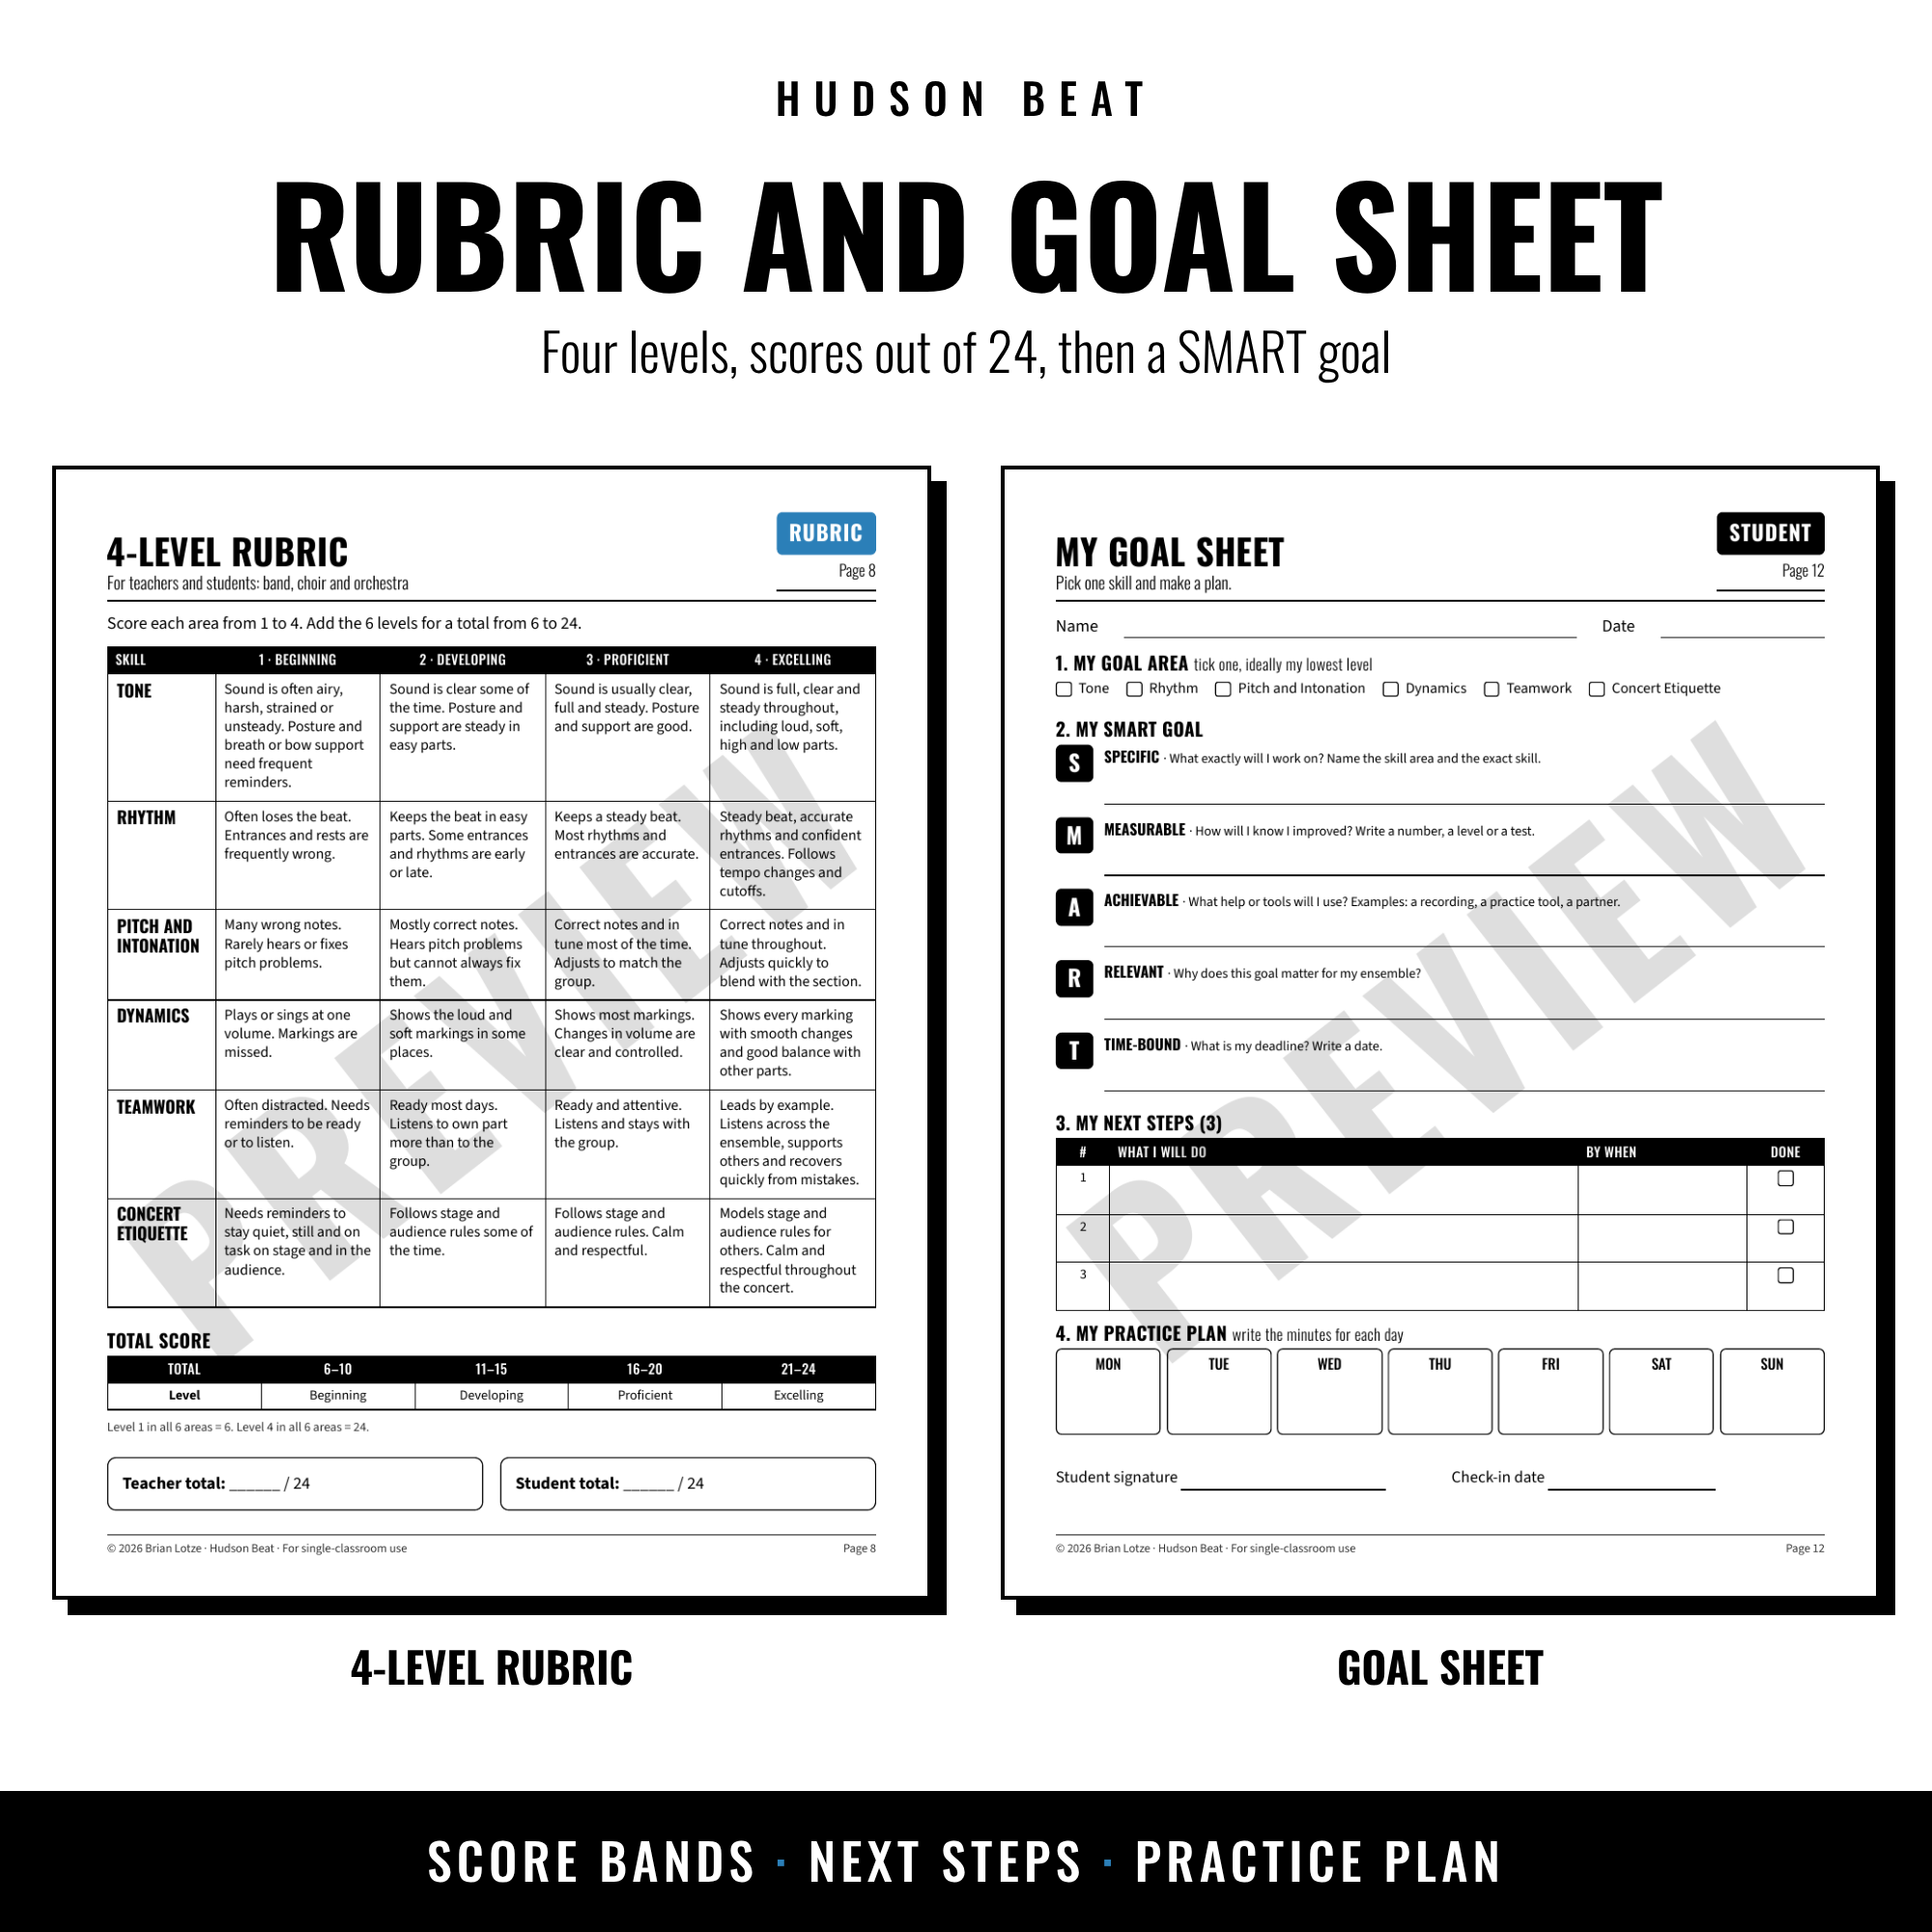 HUDSON BEAT
RUBRIC AND GOAL SHEET
Four levels, scores out of 24, then a SMART goal
4-LEVEL RUBRIC
For teachers and students: band, choir and orchestra
RUBRIC
Page 8
Score each area from 1 to 4. Add the 6 levels for a total from 6 to 24.
SKILL 1 · BEGINNING 2 · DEVELOPING 3 · PROFICIENT 4 · EXCELLING
TONE
Sound is often airy,
harsh, strained or
unsteady. Posture and
breath or bow support
need frequent
reminders.
Sound is clear some of
the time. Posture and
support are steady in
easy parts.
Sound is usually clear,
full and steady. Posture
and support are good.
Sound is full, clear and
steady throughout,
including loud, soft,
high and low parts.
RHYTHM
Often loses the beat.
Entrances and rests are
frequently wrong.
Keeps the beat in easy
parts. Some entrances
and rhythms are early
or late.
Keeps a steady beat.
Most rhythms and
entrances are accurate.
Steady beat, accurate
rhythms and confident
entrances. Follows
tempo changes and
cutoffs.
PITCH AND
INTONATION
Many wrong notes.
Rarely hears or fixes
pitch problems.
Mostly correct notes.
Hears pitch problems
but cannot always fix
them.
Correct notes and in
tune most of the time.
Adjusts to match the
group.
Correct notes and in
tune throughout.
Adjusts quickly to
blend with the section.
DYNAMICS
Plays or sings at one
volume. Markings are
missed.
Shows the loud and
soft markings in some
places.
Shows most markings.
Changes in volume are
clear and controlled.
Shows every marking
with smooth changes
and good balance with
other parts.
TEAMWORK
Often distracted. Needs
reminders to be ready
or to listen.
Ready most days.
Listens to own part
more than to the
group.
Ready and attentive.
Listens and stays with
the group.
Leads by example.
Listens across the
ensemble, supports
others and recovers
quickly from mistakes.
CONCERT
ETIQUETTE
Needs reminders to
stay quiet, still and on
task on stage and in the
audience.
Follows stage and
audience rules some of
the time.
Follows stage and
audience rules. Calm
and respectful.
Models stage and
audience rules for
others. Calm and
respectful throughout
the concert.
TOTAL SCORE
TOTAL 6–10 11–15 16–20 21–24
Level Beginning Developing Proficient Excelling
Level 1 in all 6 areas = 6. Level 4 in all 6 areas = 24.
Teacher total: ______ / 24
Student total: ______ / 24
© 2026 Brian Lotze · Hudson Beat · For single-classroom use
Page 8
PREVIEW
4-LEVEL RUBRIC
MY GOAL SHEET
Pick one skill and make a plan.
STUDENT
Page 12
Name Date
1. MY GOAL AREA tick one, ideally my lowest level
Tone Rhythm Pitch and Intonation Dynamics Teamwork Concert Etiquette
2. MY SMART GOAL
S SPECIFIC · What exactly will I work on? Name the skill area and the exact skill.
M MEASURABLE · How will I know I improved? Write a number, a level or a test.
A ACHIEVABLE · What help or tools will I use? Examples: a recording, a practice tool, a partner.
R RELEVANT · Why does this goal matter for my ensemble?
T TIME-BOUND · What is my deadline? Write a date.
3. MY NEXT STEPS (3)
# WHAT I WILL DO BY WHEN DONE
1
2
3
4. MY PRACTICE PLAN write the minutes for each day
MON TUE WED THU FRI SAT SUN
Student signature Check-in date
© 2026 Brian Lotze · Hudson Beat · For single-classroom use
Page 12
PREVIEW
GOAL SHEET
SCORE BANDS · NEXT STEPS · PRACTICE PLAN